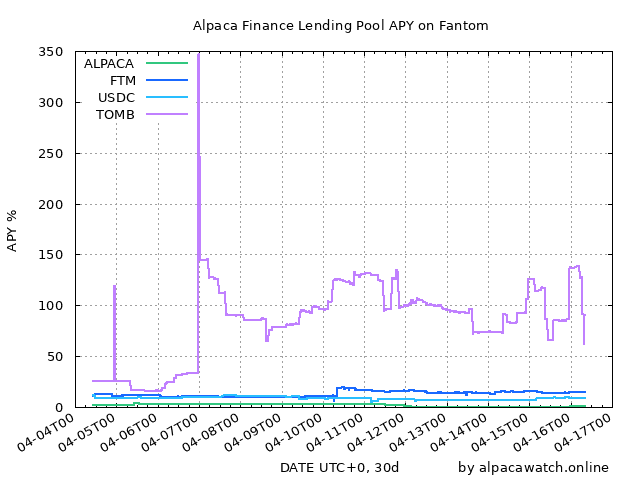 Alpaca Finance Lending Pool APY on Fantom
APY %
350
300
250
200
150
100
50
0
ALPACA
FTM
USDC
TOMB
04-04T00
04-05T00
04-06T00
04-07T00
04-08T00
04-09T00
04-10T00
04-11T00
04-12T00
04-13T00
04-14T00
04-15T00
04-16T00
04-17T00
DATE UTC+0, 30d
by alpacawatch.online